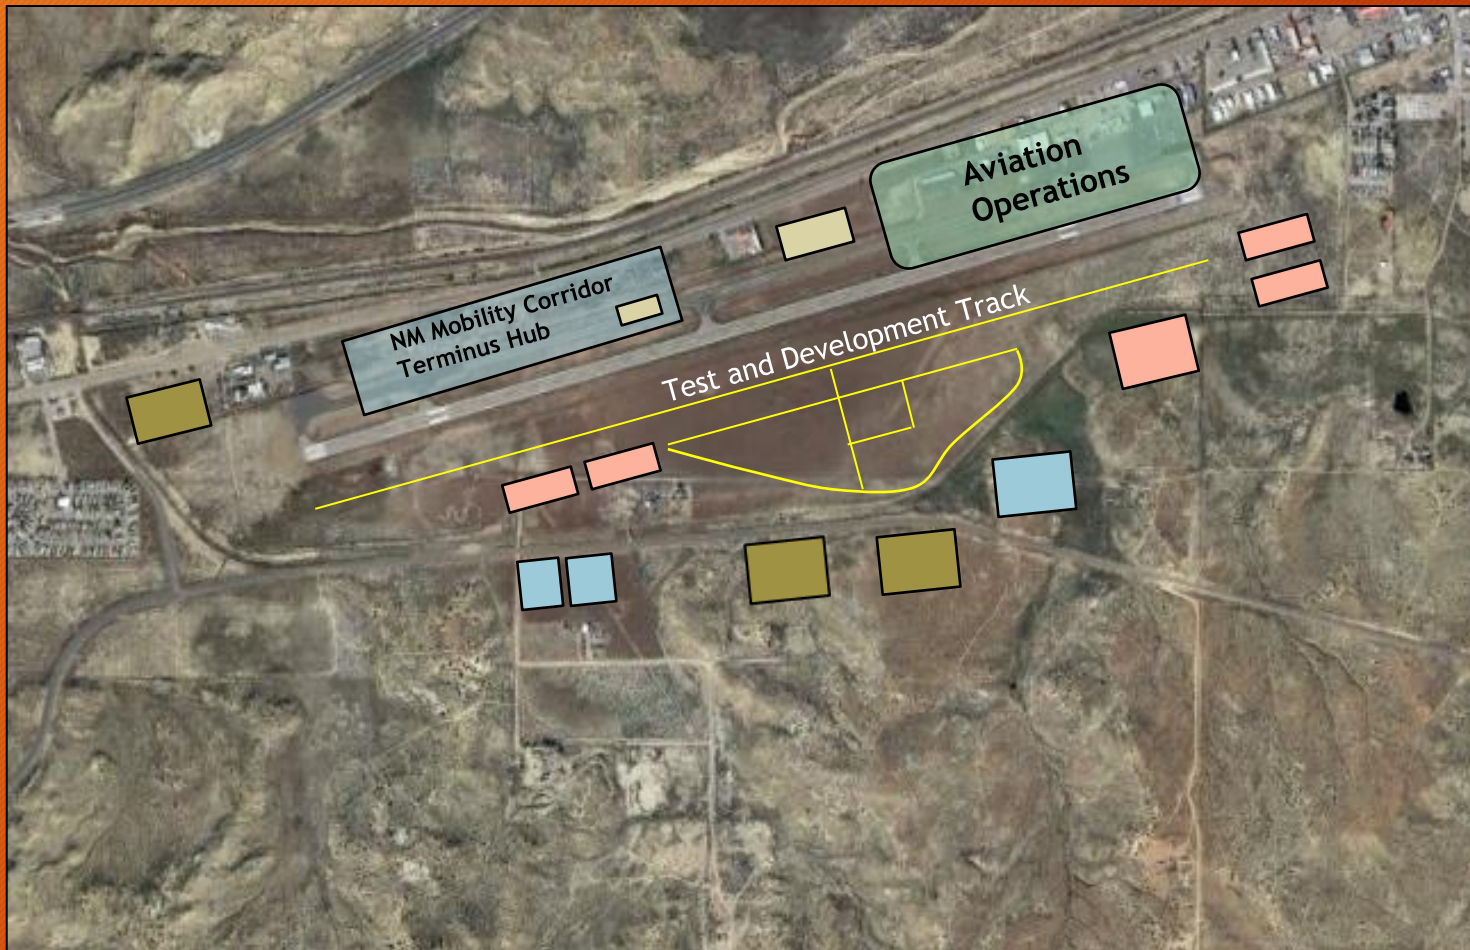 Aviation
Operations
NM Mobility Corridor
Terminus Hub
Test and Development Track